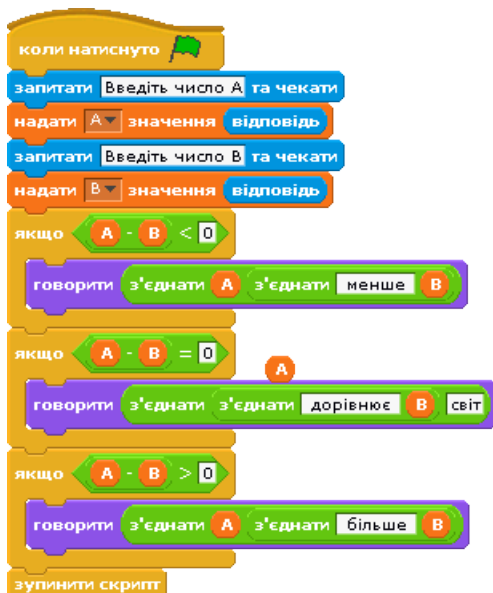 коли натиснуто
запитати Введіть число А та чекати
надати А значення відповідь
запитати Введіть число В та чекати
надати В значення відповідь
якщо А - В < 0
говорити з'єднати А з'єднати менше В
якщо А - В = 0
А
говорити з'єднати з'єднати дорівнює В світ
якщо А - В > 0
говорити з'єднати А з'єднати більше В
зупинити скрипт